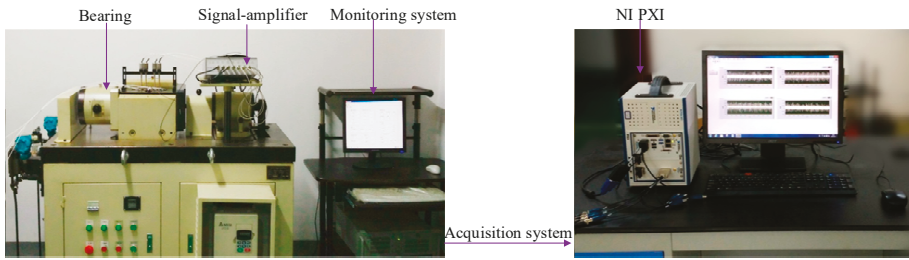 Bearing
Signal-amplifier
Monitoring system
NI PXI
Acquisition system